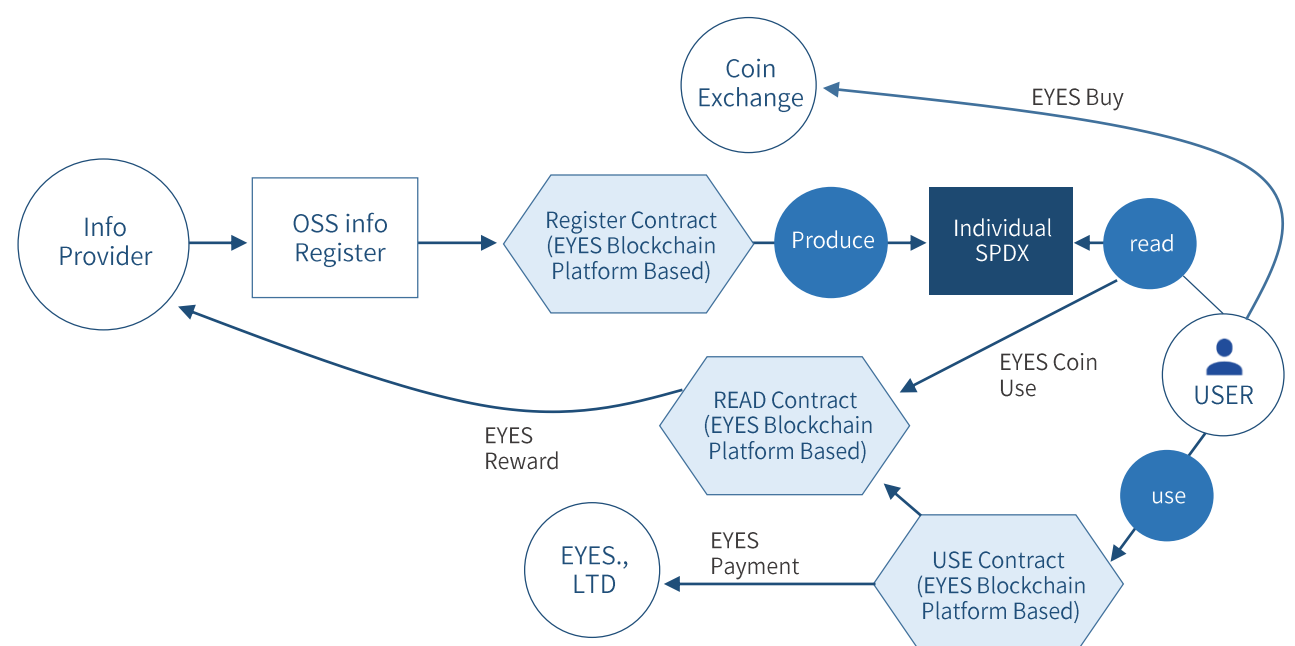 Coin
Exchange
EYES Buy
Info
Provider
OSS info
Register
Register Contract
(EYES Blockchain
Platform Based)
Produce
Individual
SPDX
read
EYES Coin
Use
USER
READ Contract
(EYES Blockchain
Platform Based)
EYES
Reward
use
EYES.,
LTD
EYES
Payment
USE Contract
(EYES Blockchain
Platform Based)